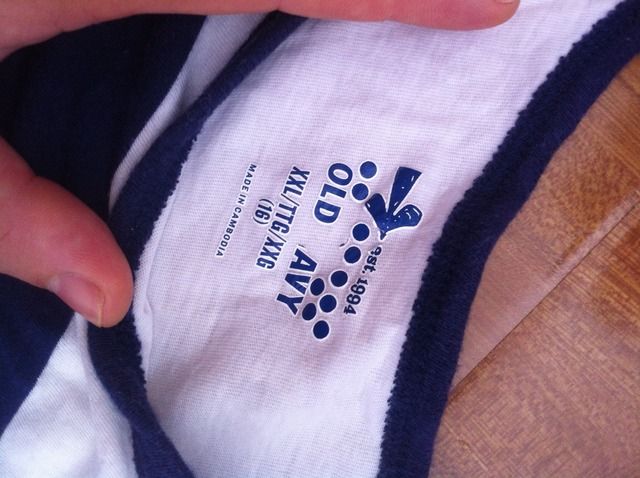 est. 1994
OLD AVY
XXL/TTG/XXG
(16)
MADE IN CAMBODIA